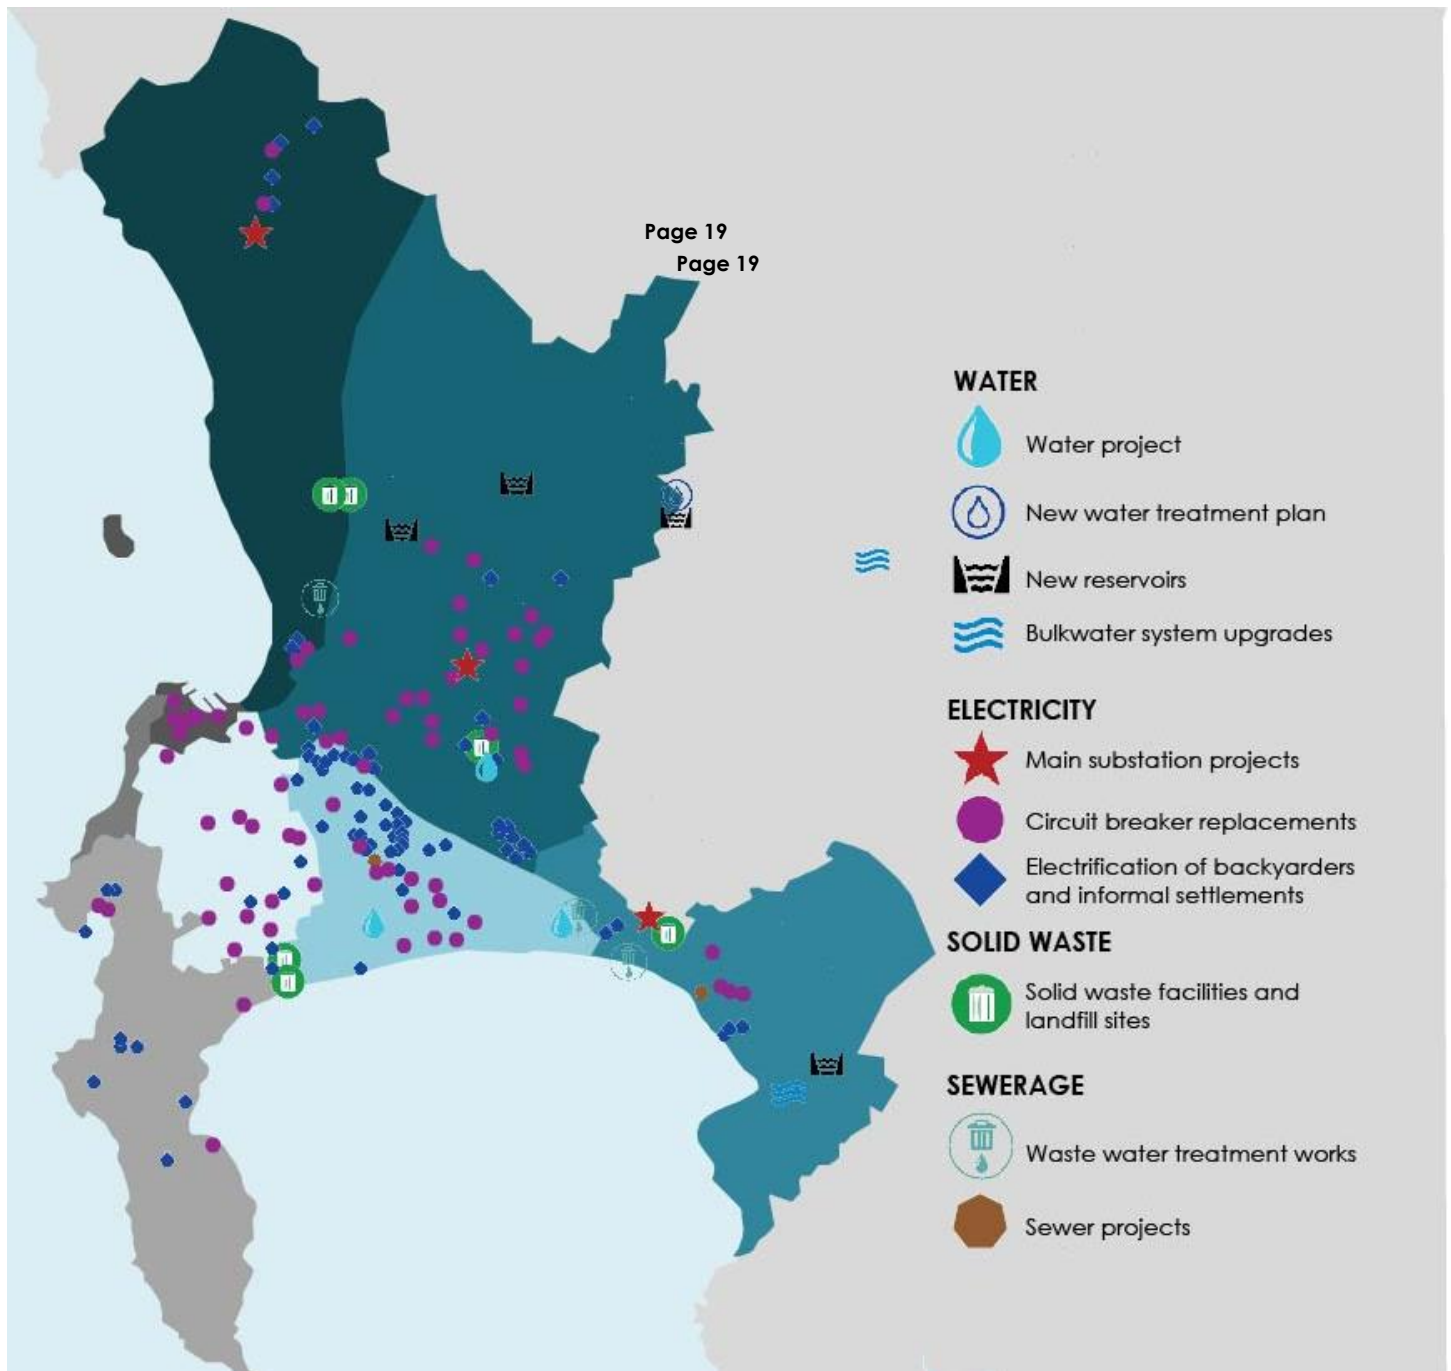 Page 19
Page 19
WATER
Water project
New water treatment plan
New reservoirs
Bulkwater system upgrades
ELECTRICITY
Main substation projects
Circuit breaker replacements
Electrification of backyarders
and informal settlements
SOLID WASTE
Solid waste facilities and
landfill sites
SEWERAGE
Waste water treatment works
Sewer projects